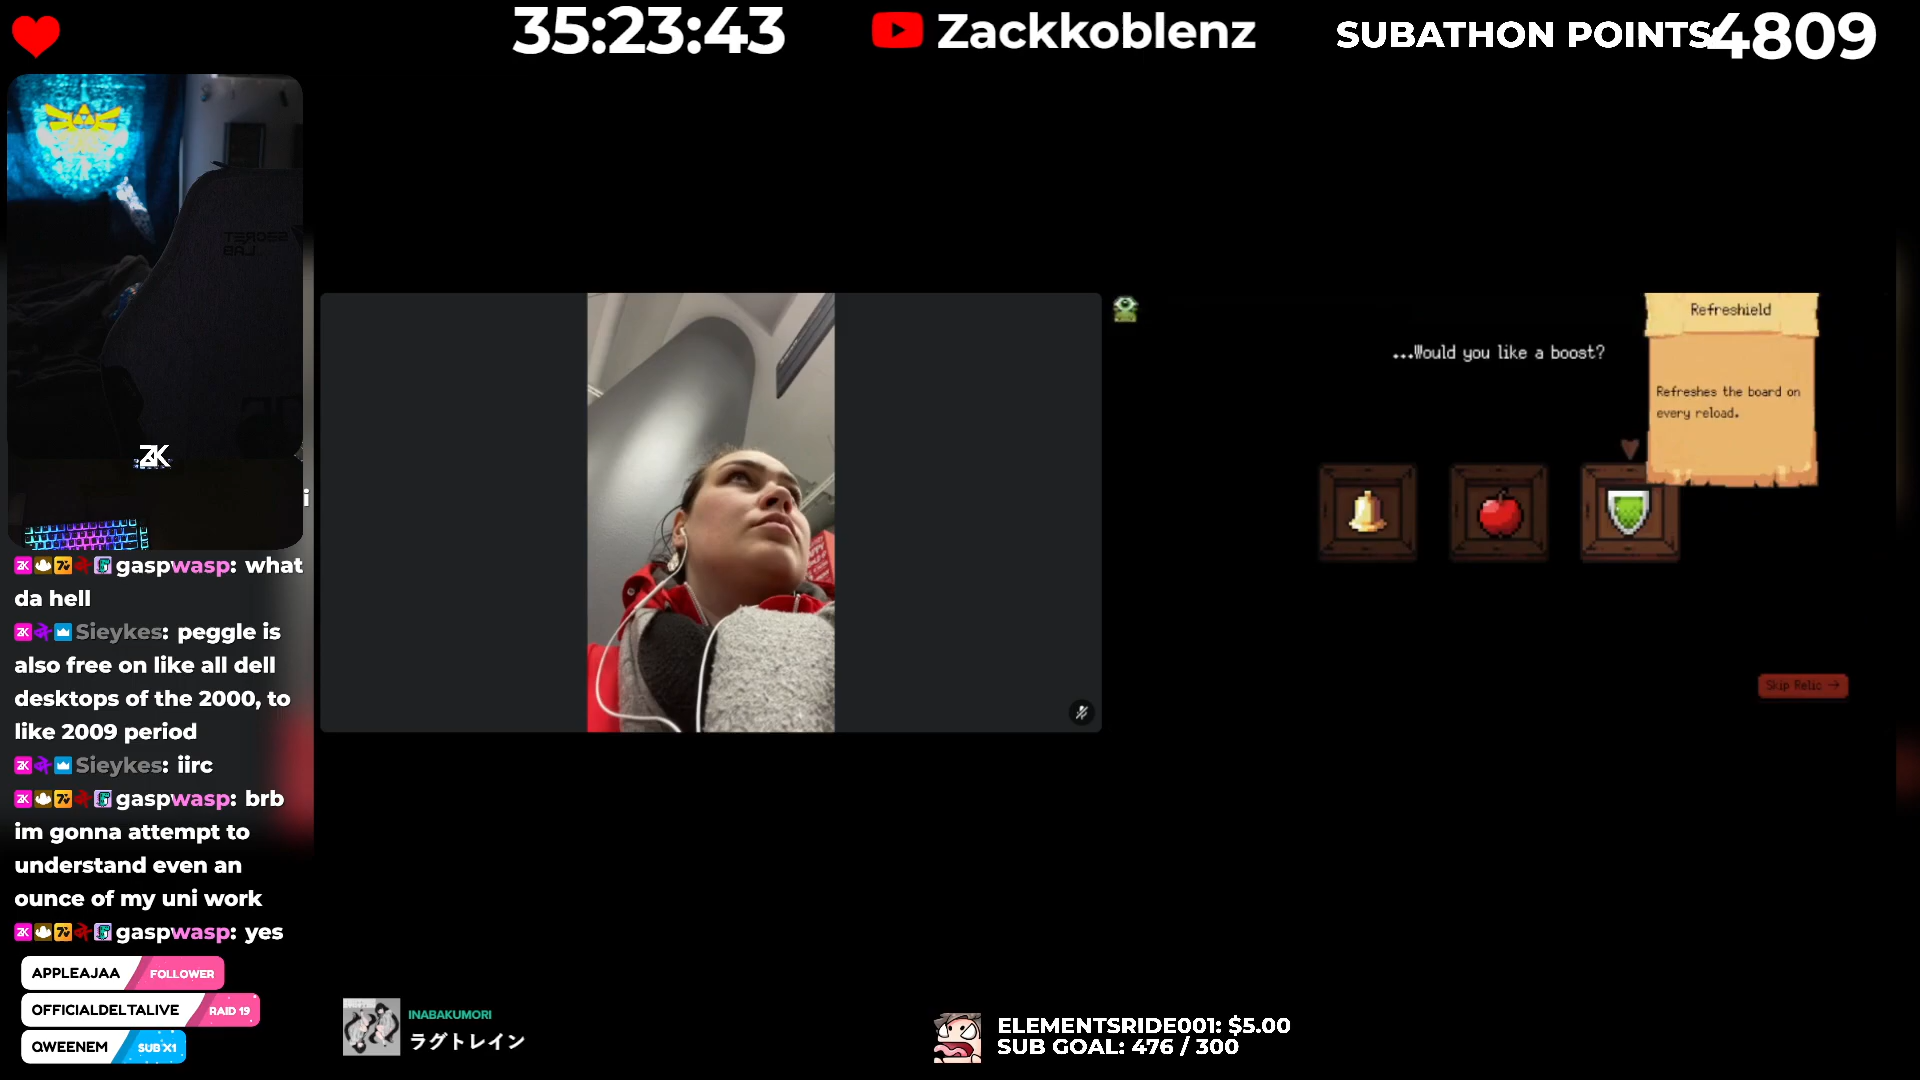 35:23:43
Zackkoblenz
SUBATHON POINTS
4809
ZK
gaspwasp: what
da hell
Sieykes: peggle is
also free on like all dell
desktops of the 2000, to
like 2009 period
Sieykes: iirc
gaspwasp: brb
im gonna attempt to
understand even an
ounce of my uni work
gaspwasp: yes
APPLEAJAA FOLLOWER
OFFICIALDELTALIVE RAID 19
QWEENEM SUB X1
...Would you like a boost?
Refreshield
Refreshes the board on
every reload.
Skip Relic →
INABAKUMORI
ラグトレイン
ELEMENTSRIDE001: $5.00
SUB GOAL: 476 / 300